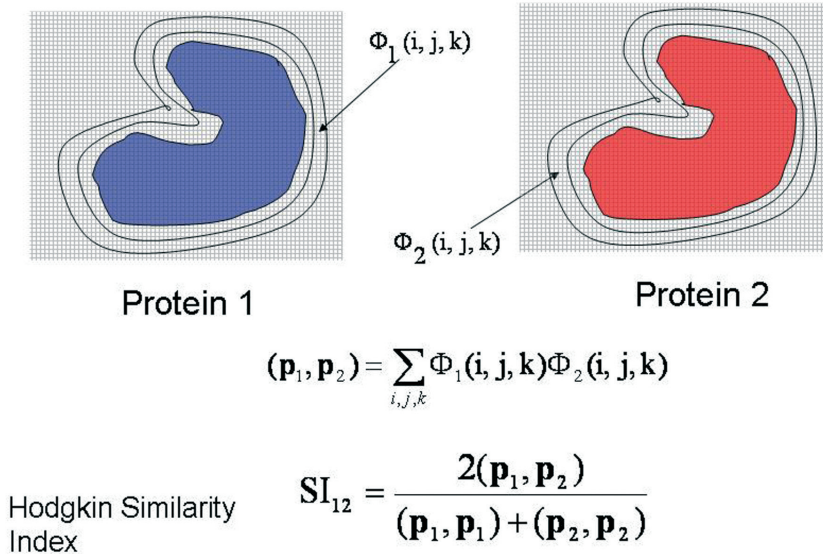 Φ₁(i, j, k)
Φ₂(i, j, k)
Protein 1
Protein 2
(p₁, p₂) = ∑ Φ₁(i, j, k)Φ₂(i, j, k)
i, j, k
SI₁₂ = 2(p₁, p₂) / (p₁, p₁) + (p₂, p₂)
Hodgkin Similarity
Index